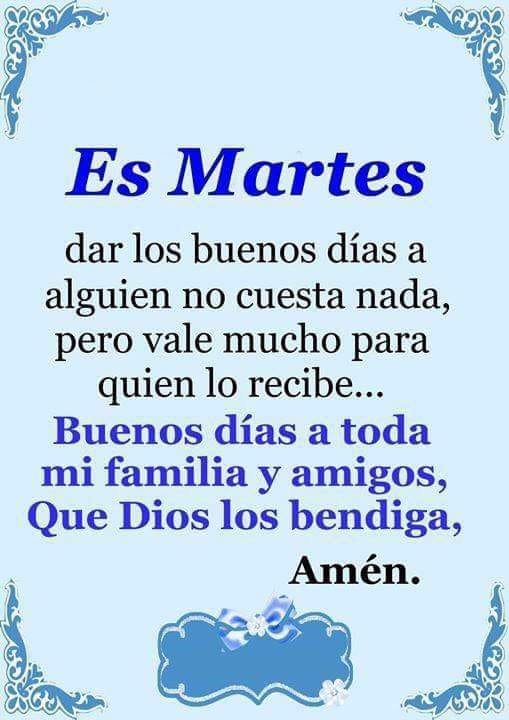 Es Martes
dar los buenos días a
alguien no cuesta nada,
pero vale mucho para
quien lo recibe...
Buenos días a toda
mi familia y amigos,
Que Dios los bendiga,
Amén.